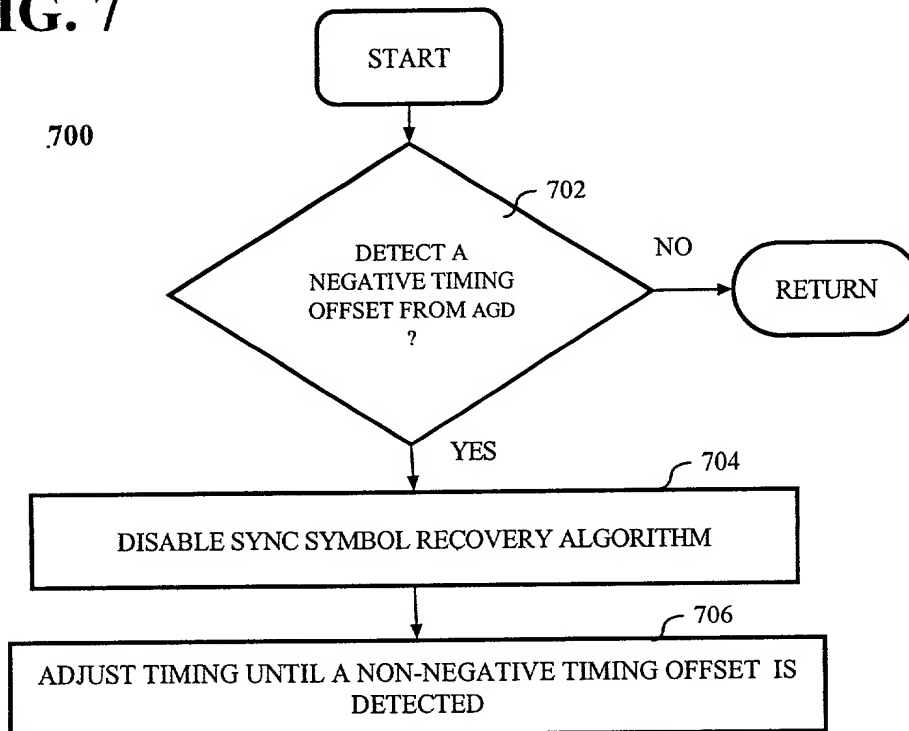 IG. 7
START
700
702
DETECT A
NEGATIVE TIMING
OFFSET FROM AGD
?
NO
RETURN
YES
704
DISABLE SYNC SYMBOL RECOVERY ALGORITHM
706
ADJUST TIMING UNTIL A NON-NEGATIVE TIMING OFFSET IS
DETECTED